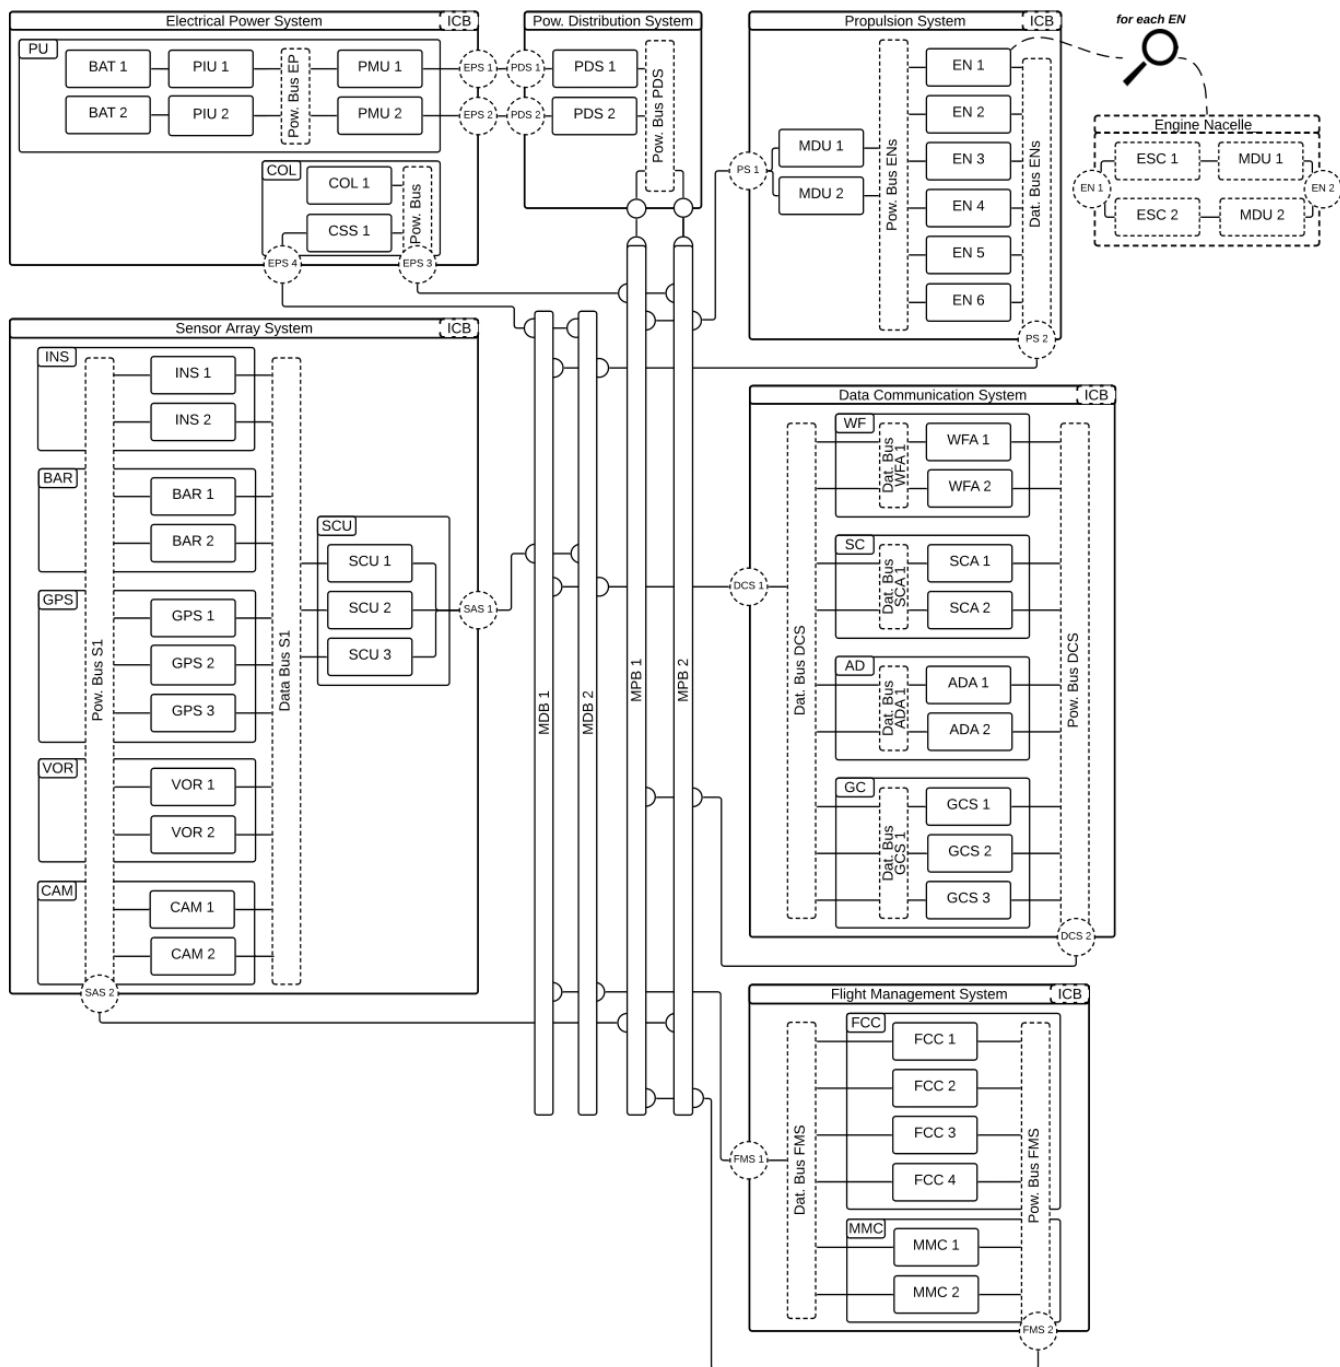 Electrical Power System
ICB
PU
BAT 1
PIU 1
Pow. Bus EP
PMU 1
BAT 2
PIU 2
PMU 2
EPS 1
EPS 2
COL
COL 1
CSS 1
Pow. Bus
EPS 4
EPS 3
Pow. Distribution System
PDS 1
PDS 2
PDS 1
PDS 2
Pow. Bus PDS
Propulsion System
ICB
PS 1
MDU 1
MDU 2
Pow. Bus ENs
EN 1
EN 2
EN 3
EN 4
EN 5
EN 6
Dat. Bus ENs
PS 2
for each EN
Engine Nacelle
EN 1
ESC 1
MDU 1
ESC 2
MDU 2
EN 2
Sensor Array System
ICB
INS
INS 1
INS 2
BAR
BAR 1
BAR 2
GPS
GPS 1
GPS 2
GPS 3
VOR
VOR 1
VOR 2
CAM
CAM 1
CAM 2
Pow. Bus S1
Data Bus S1
SCU
SCU 1
SCU 2
SCU 3
SAS 1
SAS 2
MDB 1
MDB 2
MPB 1
MPB 2
Data Communication System
ICB
DCS 1
Dat. Bus DCS
WF
Dat. Bus
WFA 1
WFA 1
WFA 2
SC
Dat. Bus
SCA 1
SCA 1
SCA 2
AD
Dat. Bus
ADA 1
ADA 1
ADA 2
GC
Dat. Bus
GCS 1
GCS 1
GCS 2
GCS 3
Pow. Bus DCS
DCS 2
Flight Management System
ICB
FMS 1
Dat. Bus FMS
FCC
FCC 1
FCC 2
FCC 3
FCC 4
MMC
MMC 1
MMC 2
Pow. Bus FMS
FMS 2